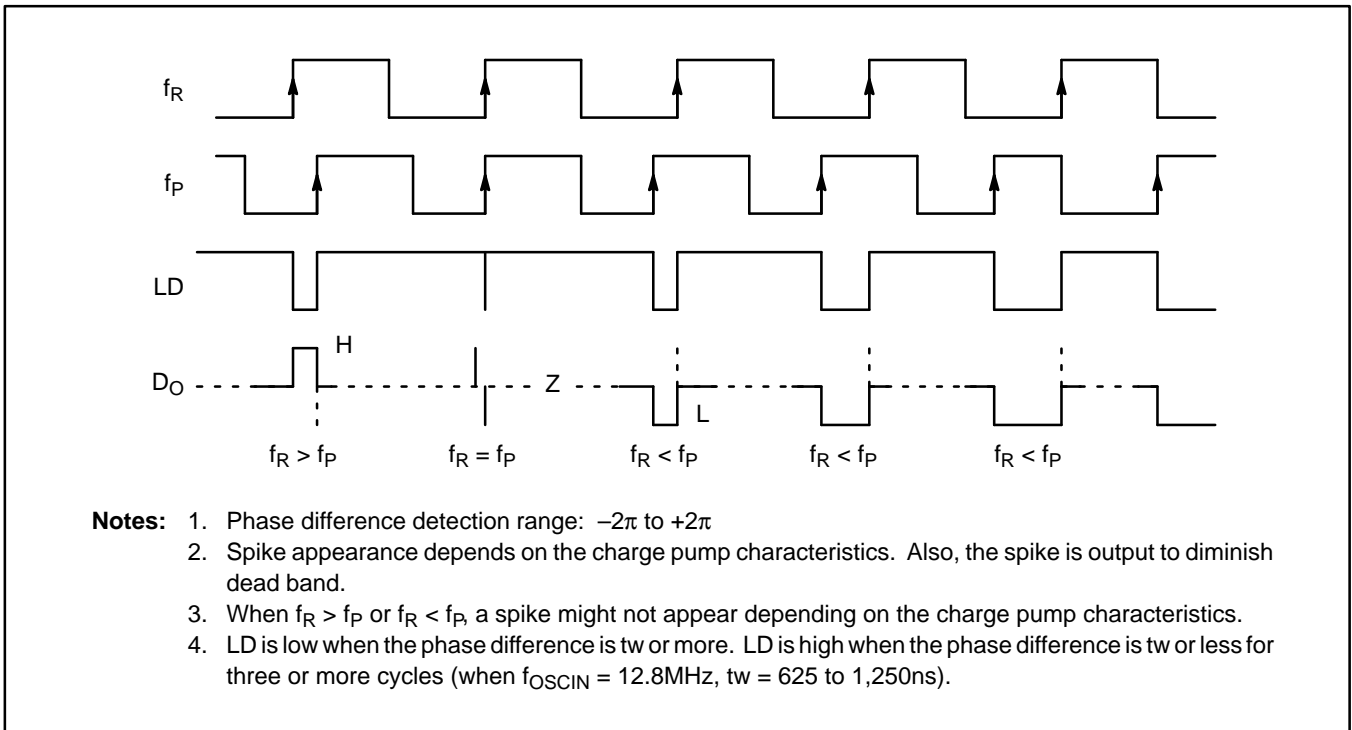 fR
fP
LD
H
DO
Z
L
fR > fP
fR = fP
fR < fP
fR < fP
fR < fP
Notes: 1. Phase difference detection range: –2π to +2π
2. Spike appearance depends on the charge pump characteristics. Also, the spike is output to diminish
dead band.
3. When fR > fP or fR < fP, a spike might not appear depending on the charge pump characteristics.
4. LD is low when the phase difference is tw or more. LD is high when the phase difference is tw or less for
three or more cycles (when fOSCIN = 12.8MHz, tw = 625 to 1,250ns).